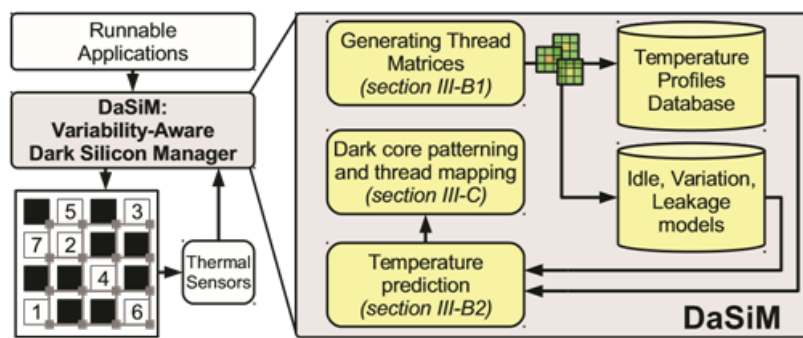 Runnable
Applications
DaSiM:
Variability-Aware
Dark Silicon Manager
5
3
7
2
4
1
6
Thermal
Sensors
Generating Thread
Matrices
(section III-B1)
Temperature
Profiles
Database
Dark core patterning
and thread mapping
(section III-C)
Idle, Variation,
Leakage
models
Temperature
prediction
(section III-B2)
DaSiM